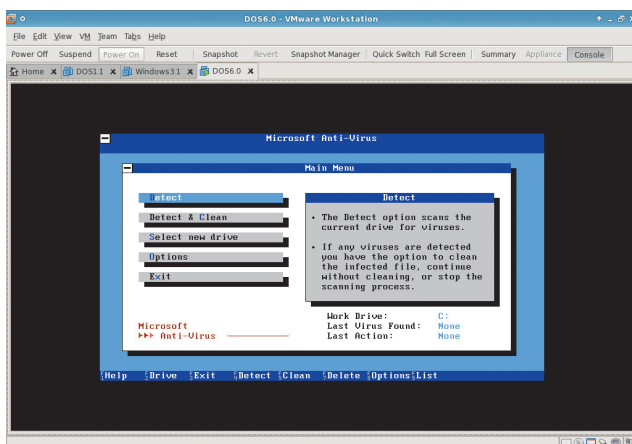 DOS6.0 - VMware Workstation
File Edit View VM Team Tabs Help
Power Off Suspend Power On Reset Snapshot Revert Snapshot Manager Quick Switch Full Screen Summary Appliance Console
Home DOS1.1 Windows3.1 DOS6.0
Microsoft Anti-Virus
Main Menu
Detect
Detect & Clean
Select new drive
Options
Exit
Detect
• The Detect option scans the
current drive for viruses.
• If any viruses are detected
you have the option to clean
the infected file, continue
without cleaning, or stop the
scanning process.
Work Drive: C:
Last Virus Found: None
Last Action: None
Microsoft
Anti-Virus
Help Drive Exit Detect Clean Delete Options List